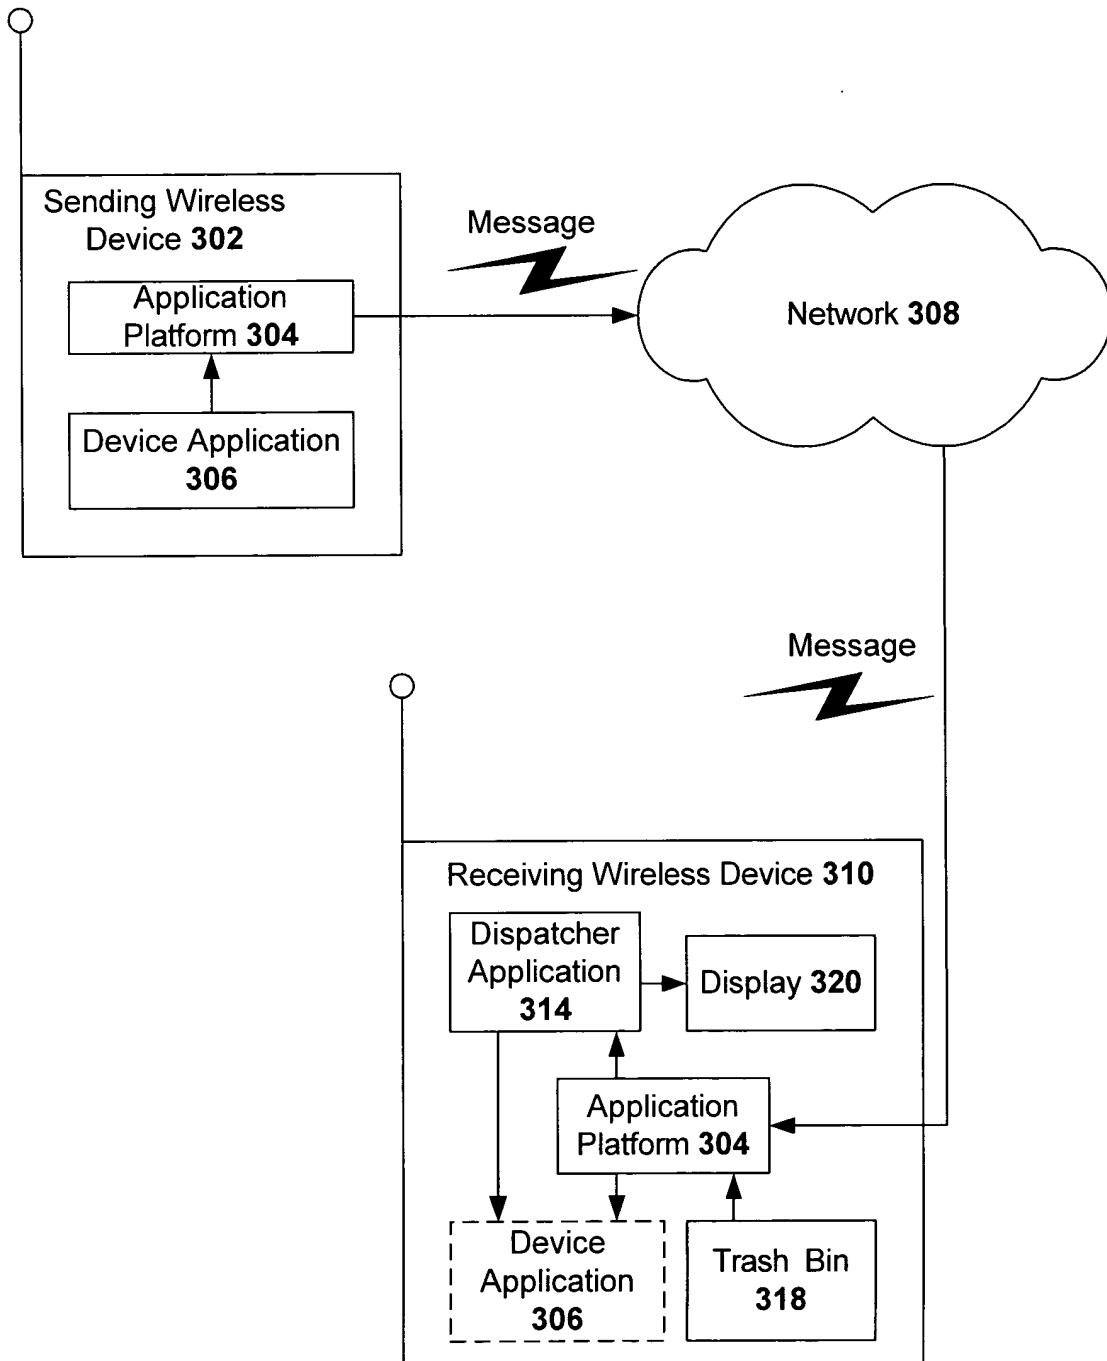 Sending Wireless
Device 302
Message
Application
Platform 304
Network 308
Device Application
306
Message
Receiving Wireless Device 310
Dispatcher
Application
314
Display 320
Application
Platform 304
Device
Application
306
Trash Bin
318